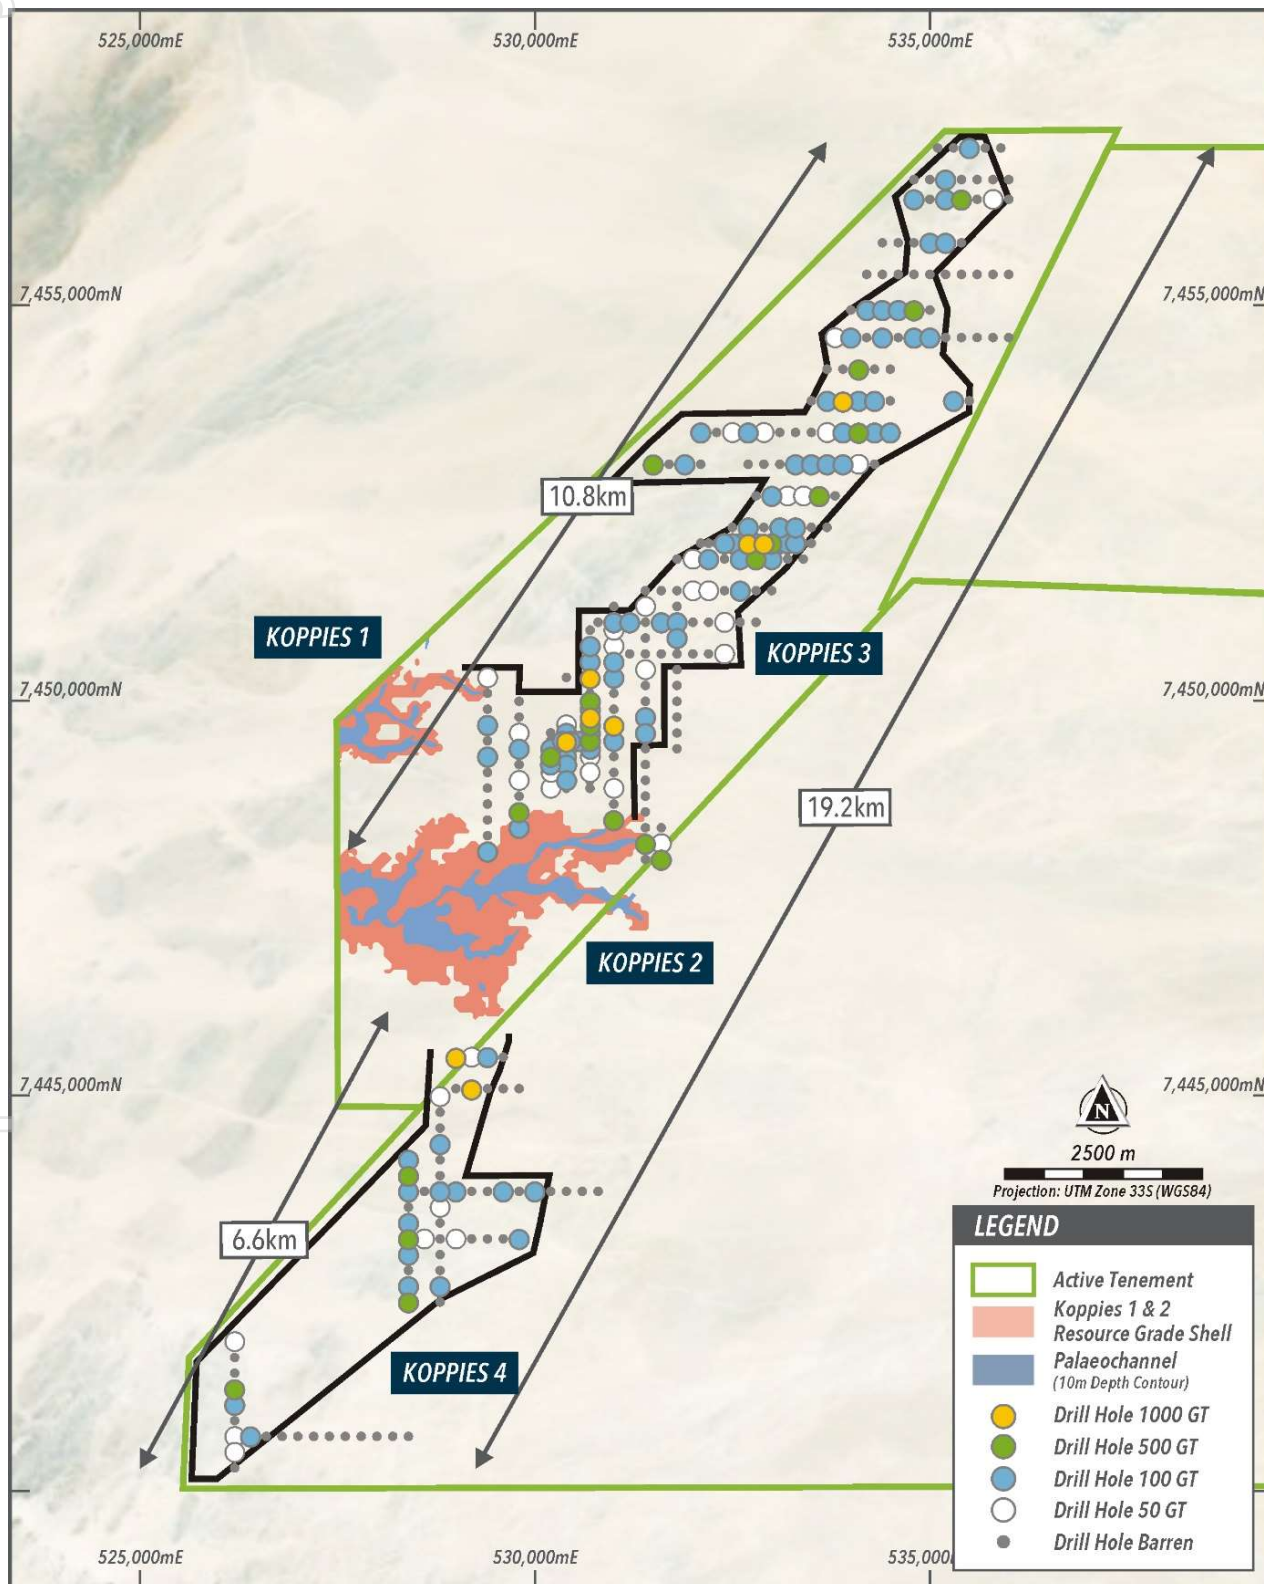 525,000mE
530,000mE
535,000mE
7,455,000mN
7,455,000mN
10.8km
KOPPIES 1
KOPPIES 3
7,450,000mN
7,450,000mN
19.2km
KOPPIES 2
7,445,000mN
7,445,000mN
N
2500 m
Projection: UTM Zone 33S (WGS84)
6.6km
KOPPIES 4
LEGEND
Active Tenement
Koppies 1 & 2
Resource Grade Shell
Palaeochannel
(10m Depth Contour)
Drill Hole 1000 GT
Drill Hole 500 GT
Drill Hole 100 GT
Drill Hole 50 GT
Drill Hole Barren
525,000mE
530,000mE
535,000